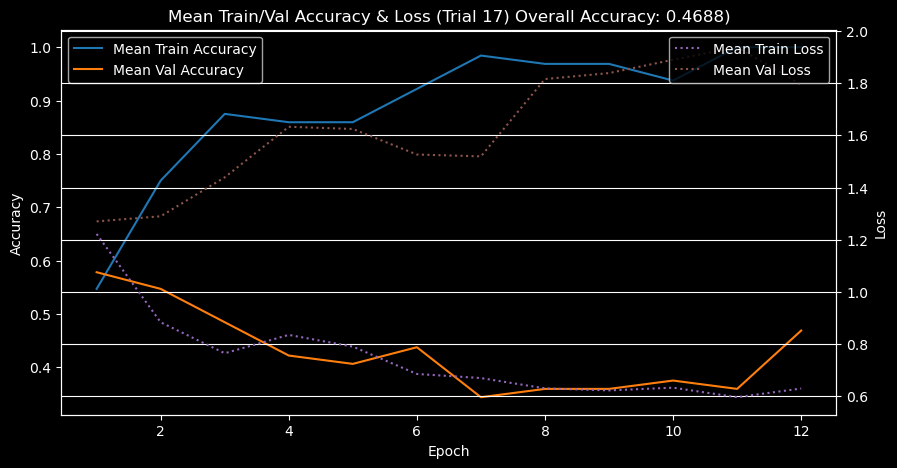 Mean Train/Val Accuracy & Loss (Trial 17) Overall Accuracy: 0.4688)
Mean Train Accuracy
Mean Val Accuracy
Mean Train Loss
Mean Val Loss
1.0
0.9
0.8
0.7
0.6
0.5
0.4
Accuracy
2.0
1.8
1.6
1.4
1.2
1.0
0.8
0.6
Loss
2 4 6 8 10 12
Epoch